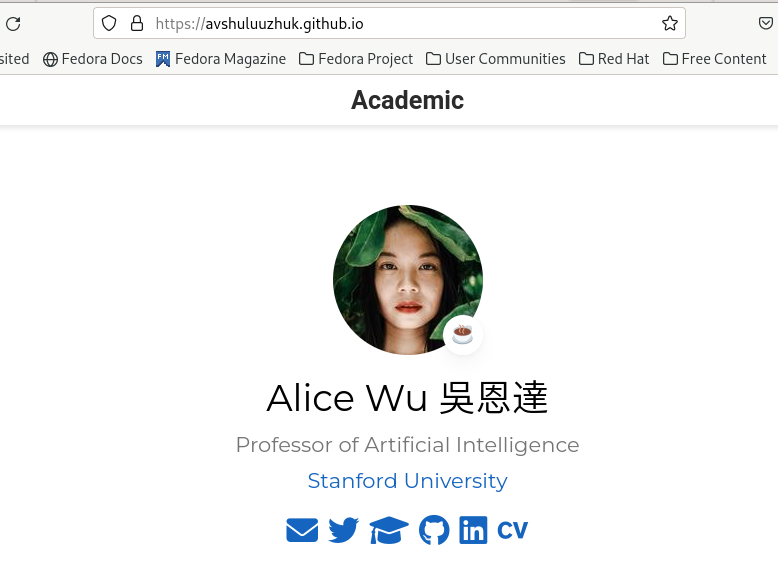 https://avshuluuzhuk.github.io
sited Fedora Docs Fedora Magazine Fedora Project User Communities Red Hat Free Content
Academic
Alice Wu 吳恩達
Professor of Artificial Intelligence
Stanford University
CV